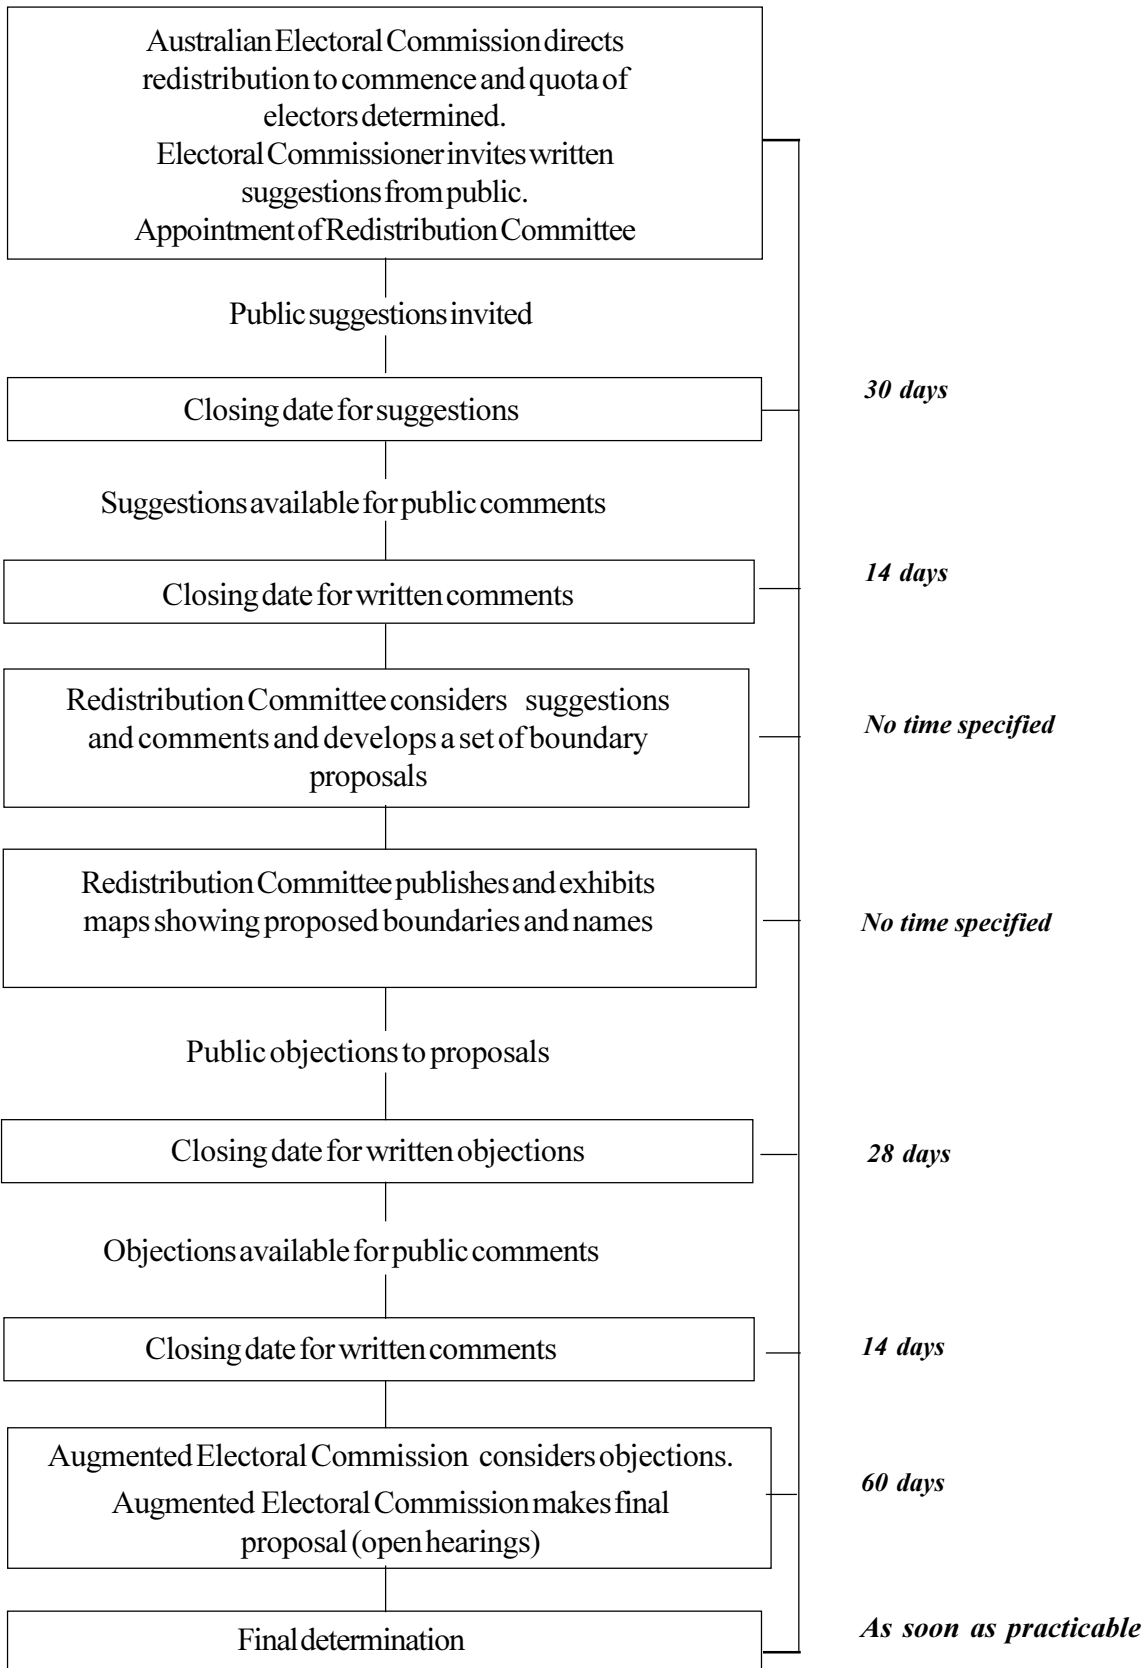 Australian Electoral Commission directs
redistribution to commence and quota of
electors determined.
Electoral Commissioner invites written
suggestions from public.
Appointment of Redistribution Committee
Public suggestions invited
30 days
Closing date for suggestions
Suggestions available for public comments
14 days
Closing date for written comments
Redistribution Committee considers suggestions
and comments and develops a set of boundary
proposals
No time specified
Redistribution Committee publishes and exhibits
maps showing proposed boundaries and names
No time specified
Public objections to proposals
Closing date for written objections
28 days
Objections available for public comments
Closing date for written comments
14 days
Augmented Electoral Commission considers objections.
Augmented Electoral Commission makes final
proposal (open hearings)
60 days
Final determination
As soon as practicable